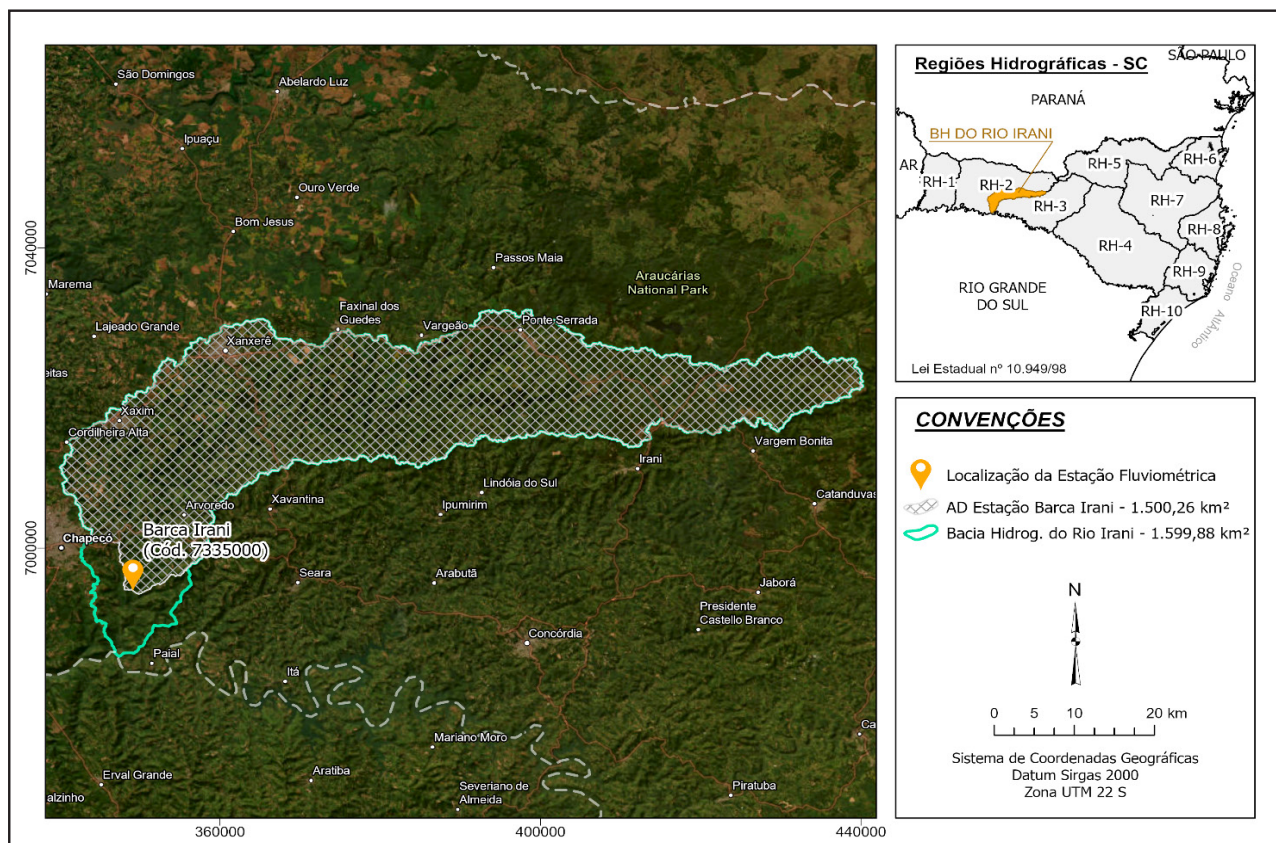 São Domingos
Abelardo Luz
Ipuaçu
Ouro Verde
Bom Jesus
Passos Maia
Araucárias
National Park
Marema
Faxinal dos
Guedes
Lajeado Grande
Vargeão
Ponte Serrada
Xanxerê
eitas
Xaxim
Cordilheira Alta
Vargem Bonita
Irani
Lindóia do Sul
Catanduvas
Xavantina
Ipumirim
Arvoredo
Barca Irani
(Cód. 7335000)
Chapecó
Seara
Arabutã
Jaborá
Presidente
Castello Branco
Concórdia
Paial
Itá
Ca
Mariano Moro
Erval Grande
Aratiba
Severiano de
Almeida
Piratuba
alzinho
7040000
7000000
360000
400000
440000
Regiões Hidrográficas - SC
SÃO PAULO
PARANÁ
BH DO RIO IRANI
AR
RH-1
RH-2
RH-3
RH-4
RH-5
RH-6
RH-7
RH-8
RH-9
RH-10
RIO GRANDE
DO SUL
Oceano
AtlÂntico
Lei Estadual nº 10.949/98
CONVENÇÕES
Localização da Estação Fluviométrica
AD Estação Barca Irani - 1.500,26 km²
Bacia Hidrog. do Rio Irani - 1.599,88 km²
N
0 5 10 20 km
Sistema de Coordenadas Geográficas
Datum Sirgas 2000
Zona UTM 22 S